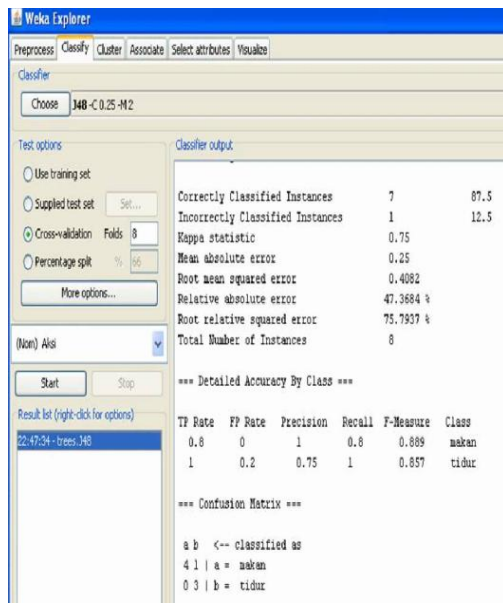 Weka Explorer
Preprocess Classify Cluster Associate Select attributes Visualize
Classifier
Choose J48 -C 0.25 -M 2
Test options
Use training set
Supplied test set Set...
Cross-validation Folds 8
Percentage split % 66
More options...
(Nom) Aksi
Start Stop
Result list (right-click for options)
22:47:34 - trees.J48
Classifier output
Correctly Classified Instances 7 87.5
Incorrectly Classified Instances 1 12.5
Kappa statistic 0.75
Mean absolute error 0.25
Root mean squared error 0.4082
Relative absolute error 47.3684 %
Root relative squared error 75.7937 %
Total Number of Instances 8
=== Detailed Accuracy By Class ===
TP Rate FP Rate Precision Recall F-Measure Class
0.8 0 1 0.8 0.889 makan
1 0.2 0.75 1 0.857 tidur
=== Confusion Matrix ===
a b <-- classified as
4 1 | a = makan
0 3 | b = tidur